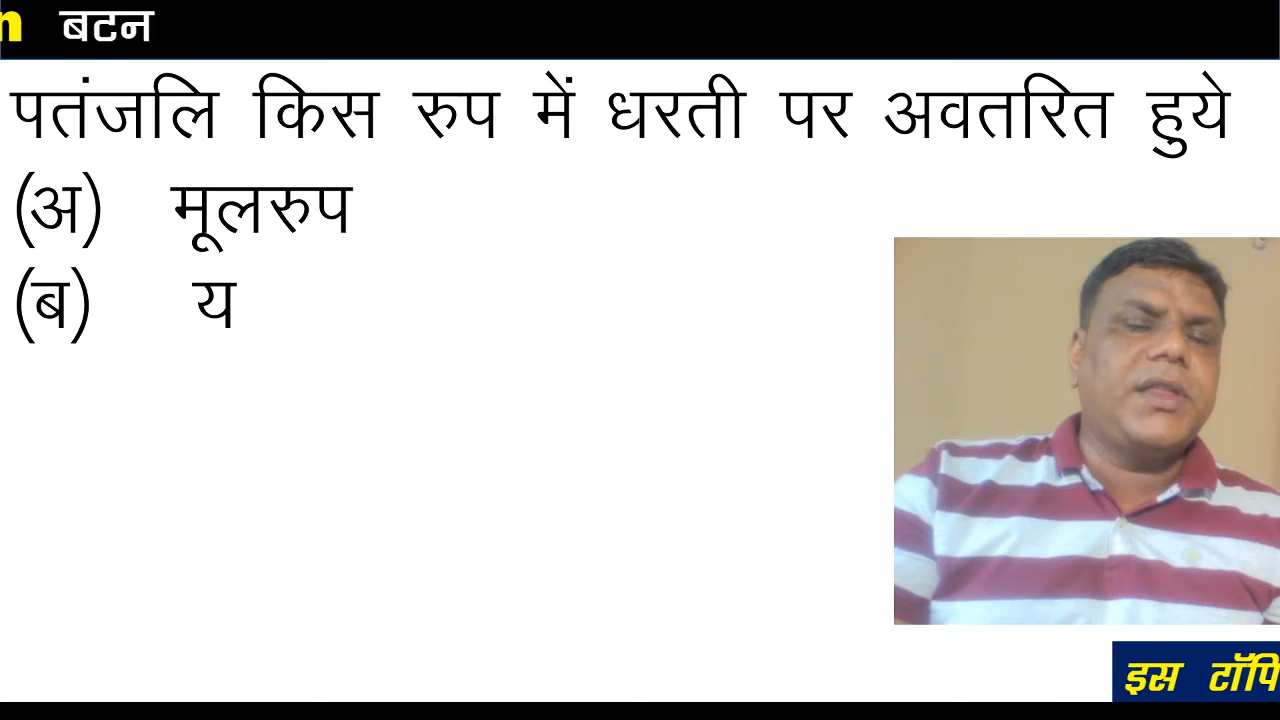 n बटन
पतंजलि किस रुप में धरती पर अवतरित हुये
(अ) मूलरुप
(ब) य
इस टॉपि